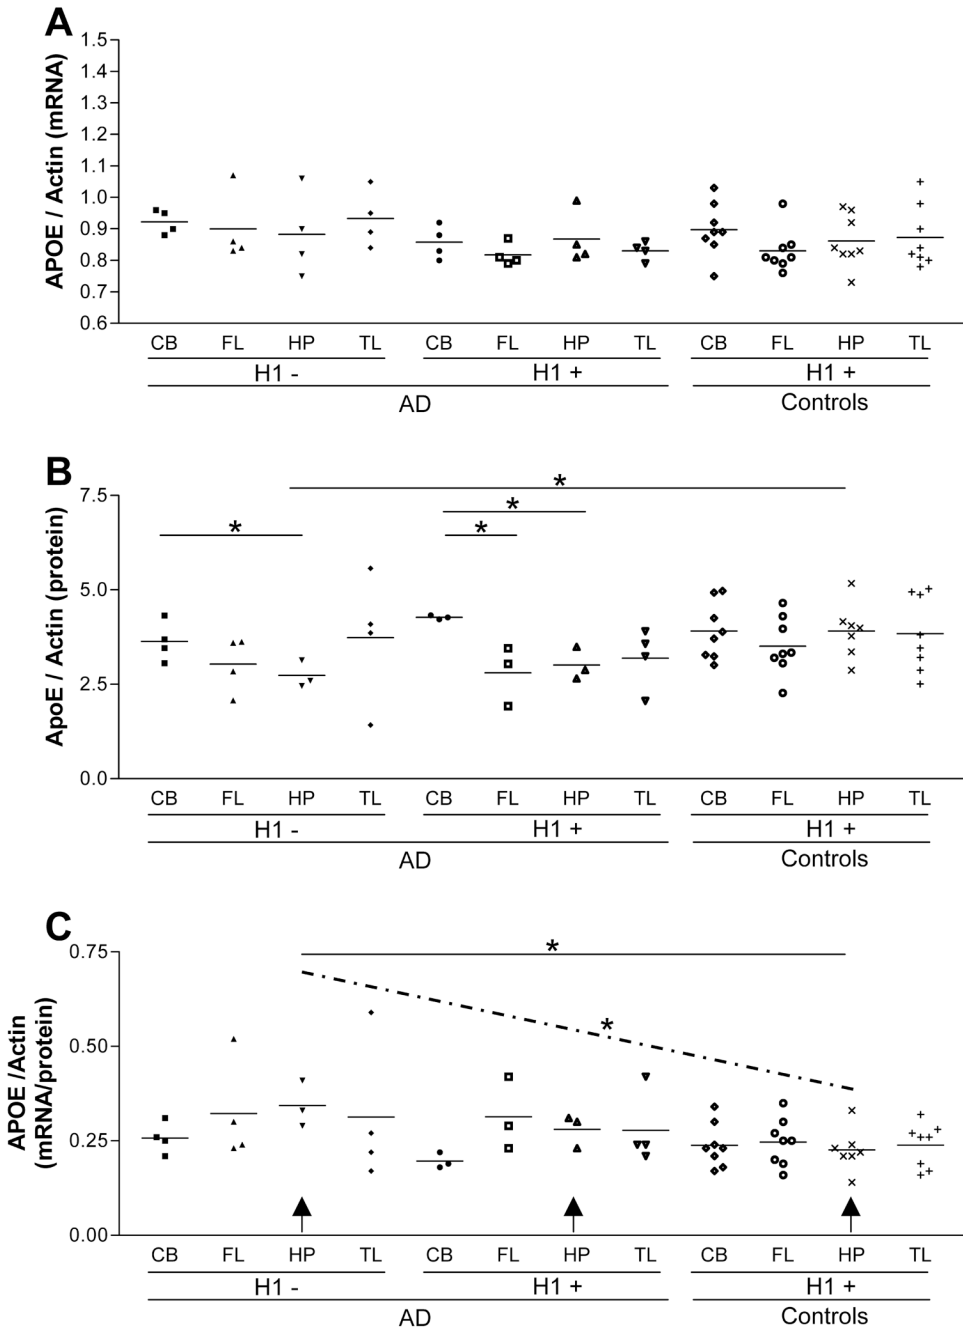 A
APOE / Actin (mRNA)
1.5
1.4
1.3
1.2
1.1
1.0
0.9
0.8
0.7
0.6
CB FL HP TL CB FL HP TL CB FL HP TL
H1 - H1 + H1 +
AD Controls
B
ApoE / Actin (protein)
7.5
5.0
2.5
0.0
*
*
*
*
CB FL HP TL CB FL HP TL CB FL HP TL
H1 - H1 + H1 +
AD Controls
C
APOE /Actin
(mRNA/protein)
0.75
0.50
0.25
0.00
*
*
CB FL HP TL CB FL HP TL CB FL HP TL
H1 - H1 + H1 +
AD Controls